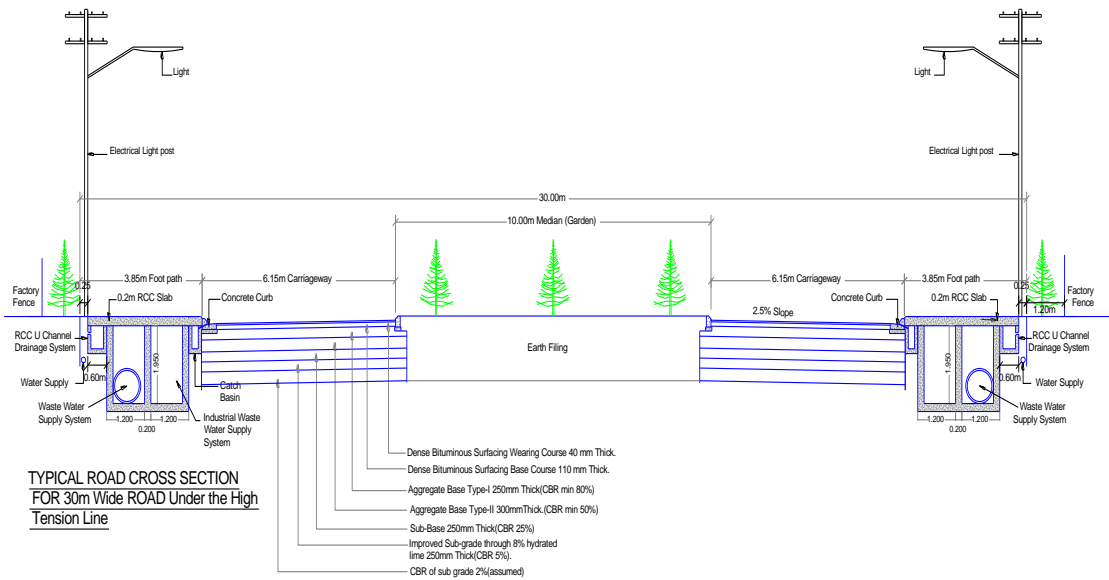 Light
Light
Electrical Light post
Electrical Light post
30.00m
10.00m Median (Garden)
3.85m Foot path
6.15m Carriageway
6.15m Carriageway
3.85m Foot path
Factory
Fence
0.25
0.2m RCC Slab
Concrete Curb
2.5% Slope
Concrete Curb
0.2m RCC Slab
0.25
1.20m
Factory
Fence
RCC U Channel
Drainage System
Earth Filing
RCC U Channel
Drainage System
1.950
1.950
Water Supply
0.60m
Catch
Basin
0.60m
Water Supply
Waste Water
Supply System
1.200
1.200
0.200
Industrial Waste
Water Supply
System
1.200
1.200
0.200
Waste Water
Supply System
Dense Bituminous Surfacing Wearing Course 40 mm Thick.
Dense Bituminous Surfacing Base Course 110 mm Thick.
Aggregate Base Type-I 250mm Thick(CBR min 80%)
Aggregate Base Type-II 300mmThick.(CBR min 50%)
Sub-Base 250mm Thick(CBR 25%)
Improved Sub-grade through 8% hydrated
lime 250mm Thick(CBR 5%).
CBR of sub grade 2%(assumed)
TYPICAL ROAD CROSS SECTION
FOR 30m Wide ROAD Under the High
Tension Line